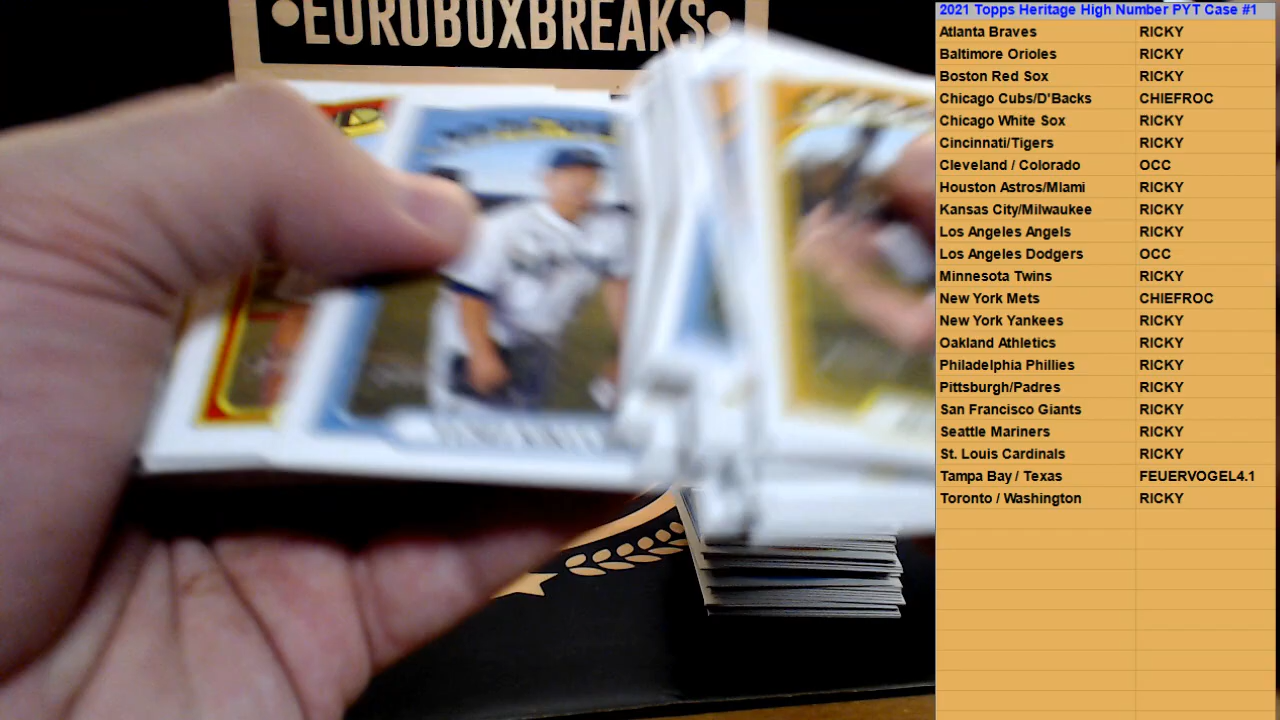 •EUROBOXBREAKS•
2021 Topps Heritage High Number PYT Case #1
Atlanta Braves RICKY
Baltimore Orioles RICKY
Boston Red Sox RICKY
Chicago Cubs/D'Backs CHIEFROC
Chicago White Sox RICKY
Cincinnati/Tigers RICKY
Cleveland / Colorado OCC
Houston Astros/Miami RICKY
Kansas City/Milwaukee RICKY
Los Angeles Angels RICKY
Los Angeles Dodgers OCC
Minnesota Twins RICKY
New York Mets CHIEFROC
New York Yankees RICKY
Oakland Athletics RICKY
Philadelphia Phillies RICKY
Pittsburgh/Padres RICKY
San Francisco Giants RICKY
Seattle Mariners RICKY
St. Louis Cardinals RICKY
Tampa Bay / Texas FEUERVOGEL4.1
Toronto / Washington RICKY